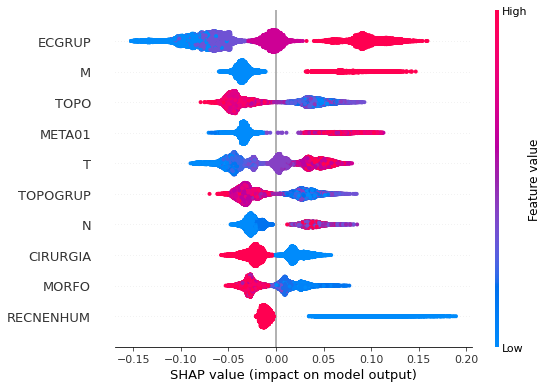 High
ECGRUP
M
TOPO
META01
T
TOPOGRUP
N
CIRURGIA
MORFO
RECNENHUM
Feature value
Low
−0.15 −0.10 −0.05 0.00 0.05 0.10 0.15 0.20
SHAP value (impact on model output)